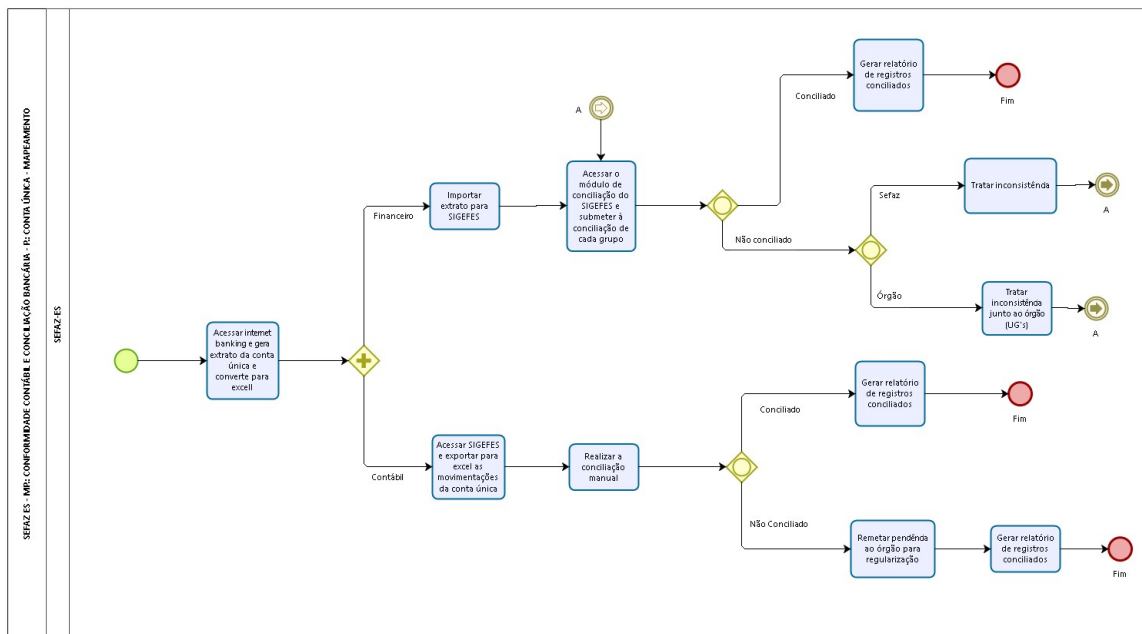 SEFAZ ES - MP.: CONFORMIDADE CONTÁBIL E CONCILIAÇÃO BANCÁRIA - P.: CONTA ÚNICA - MAPEAMENTO
SEFAZ-ES
Acessar internet
banking e gera
extrato da conta
única e
converte para
excell
Financeiro
Importar
extrato para
SIGEFES
A
Acessar o
módulo de
conciliação do
SIGEFES e
submeter à
conciliação de
cada grupo
Conciliado
Gerar relatório
de registros
conciliados
Fim
Não conciliado
Sefaz
Tratar inconsistência
A
Órgão
Tratar
inconsistência
junto ao órgão
(UG's)
A
Contábil
Acessar SIGEFES
e exportar para
excel as
movimentações
da conta única
Realizar a
conciliação
manual
Conciliado
Gerar relatório
de registros
conciliados
Fim
Não Conciliado
Remetar pendência
ao órgão para
regularização
Gerar relatório
de registros
conciliados
Fim